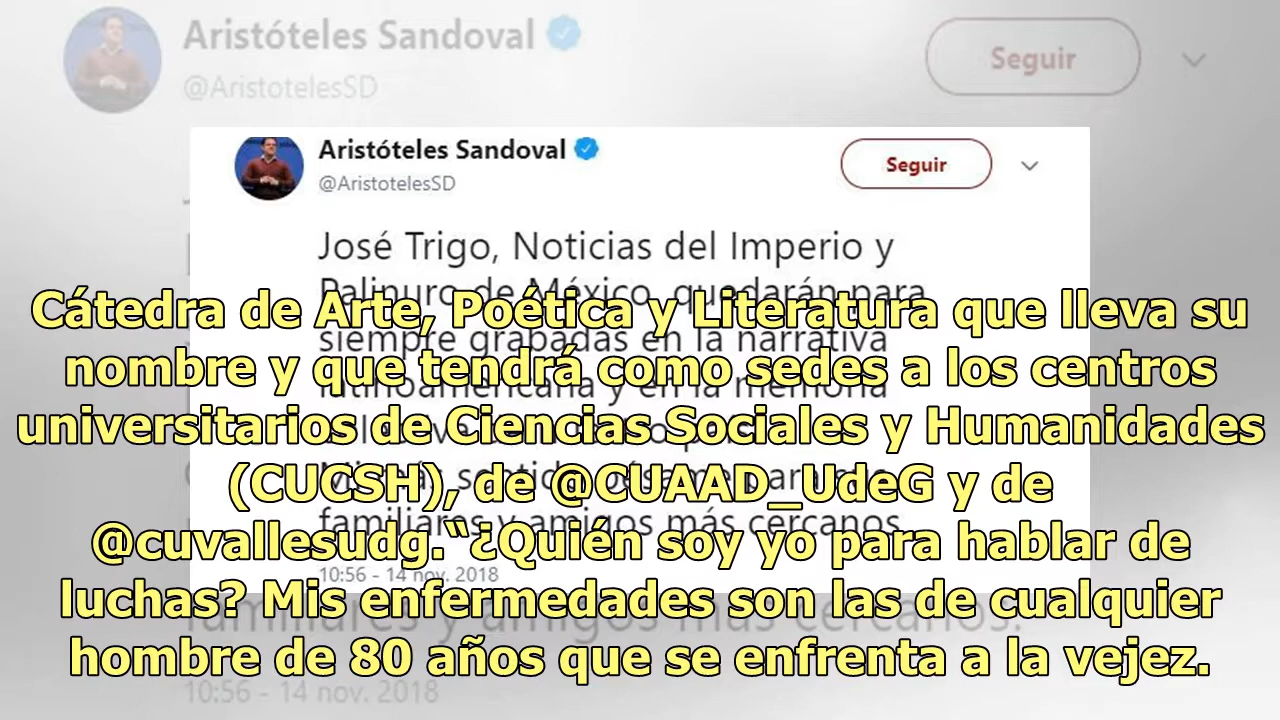 Aristóteles Sandoval
@AristotelesSD
Seguir
Aristóteles Sandoval
@AristotelesSD
Seguir
José Trigo, Noticias del Imperio y
Palinuro de México, quedarán para
siempre grabadas en la narrativa
latinoamericana y en la memoria
familiares y amigos más cercanos.
10:56 - 14 nov. 2018
Cátedra de Arte, Poética y Literatura que lleva su
nombre y que tendrá como sedes a los centros
universitarios de Ciencias Sociales y Humanidades
(CUCSH), de @CUAAD_UdeG y de
@cuvallesudg.“¿Quién soy yo para hablar de
luchas? Mis enfermedades son las de cualquier
hombre de 80 años que se enfrenta a la vejez.
familiares y amigos más cercanos.
10:56 - 14 nov. 2018